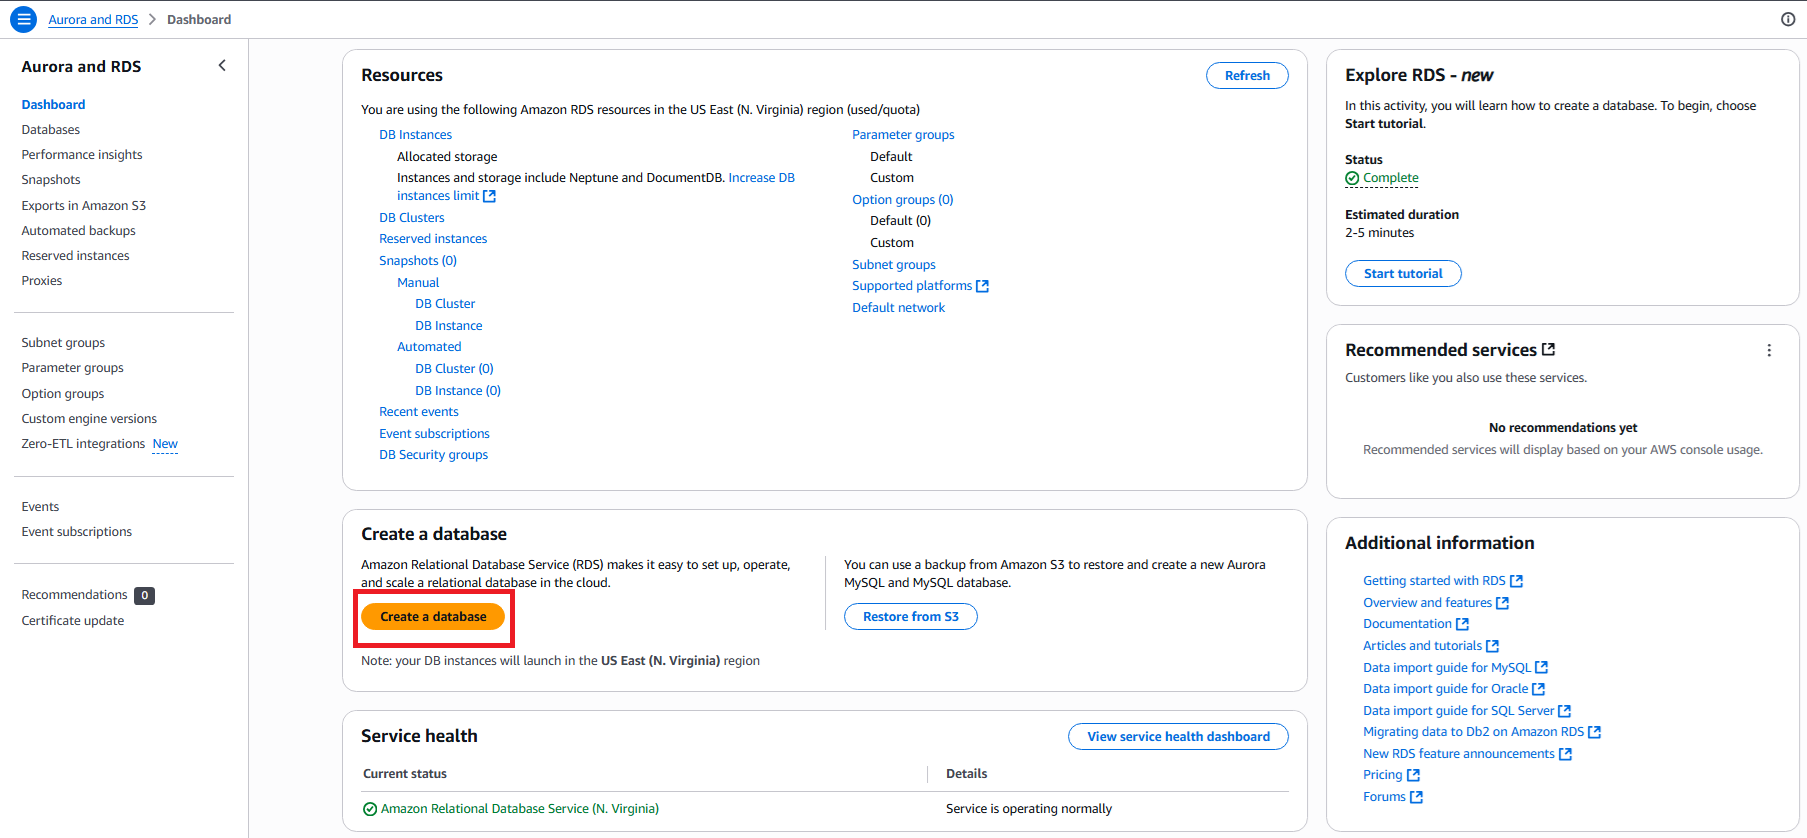 Aurora and RDS > Dashboard
Aurora and RDS
Dashboard
Databases
Performance insights
Snapshots
Exports in Amazon S3
Automated backups
Reserved instances
Proxies
Subnet groups
Parameter groups
Option groups
Custom engine versions
Zero-ETL integrations New
Events
Event subscriptions
Recommendations 0
Certificate update
Resources
Refresh
You are using the following Amazon RDS resources in the US East (N. Virginia) region (used/quota)
DB Instances
Allocated storage
Instances and storage include Neptune and DocumentDB. Increase DB
instances limit
DB Clusters
Reserved instances
Snapshots (0)
Manual
DB Cluster
DB Instance
Automated
DB Cluster (0)
DB Instance (0)
Recent events
Event subscriptions
DB Security groups
Parameter groups
Default
Custom
Option groups (0)
Default (0)
Custom
Subnet groups
Supported platforms
Default network
Create a database
Amazon Relational Database Service (RDS) makes it easy to set up, operate,
and scale a relational database in the cloud.
Create a database
You can use a backup from Amazon S3 to restore and create a new Aurora
MySQL and MySQL database.
Restore from S3
Note: your DB instances will launch in the US East (N. Virginia) region
Service health
View service health dashboard
Current status
Details
Amazon Relational Database Service (N. Virginia)
Service is operating normally
Explore RDS - new
In this activity, you will learn how to create a database. To begin, choose
Start tutorial.
Status
Complete
Estimated duration
2-5 minutes
Start tutorial
Recommended services
Customers like you also use these services.
No recommendations yet
Recommended services will display based on your AWS console usage.
Additional information
Getting started with RDS
Overview and features
Documentation
Articles and tutorials
Data import guide for MySQL
Data import guide for Oracle
Data import guide for SQL Server
Migrating data to Db2 on Amazon RDS
New RDS feature announcements
Pricing
Forums